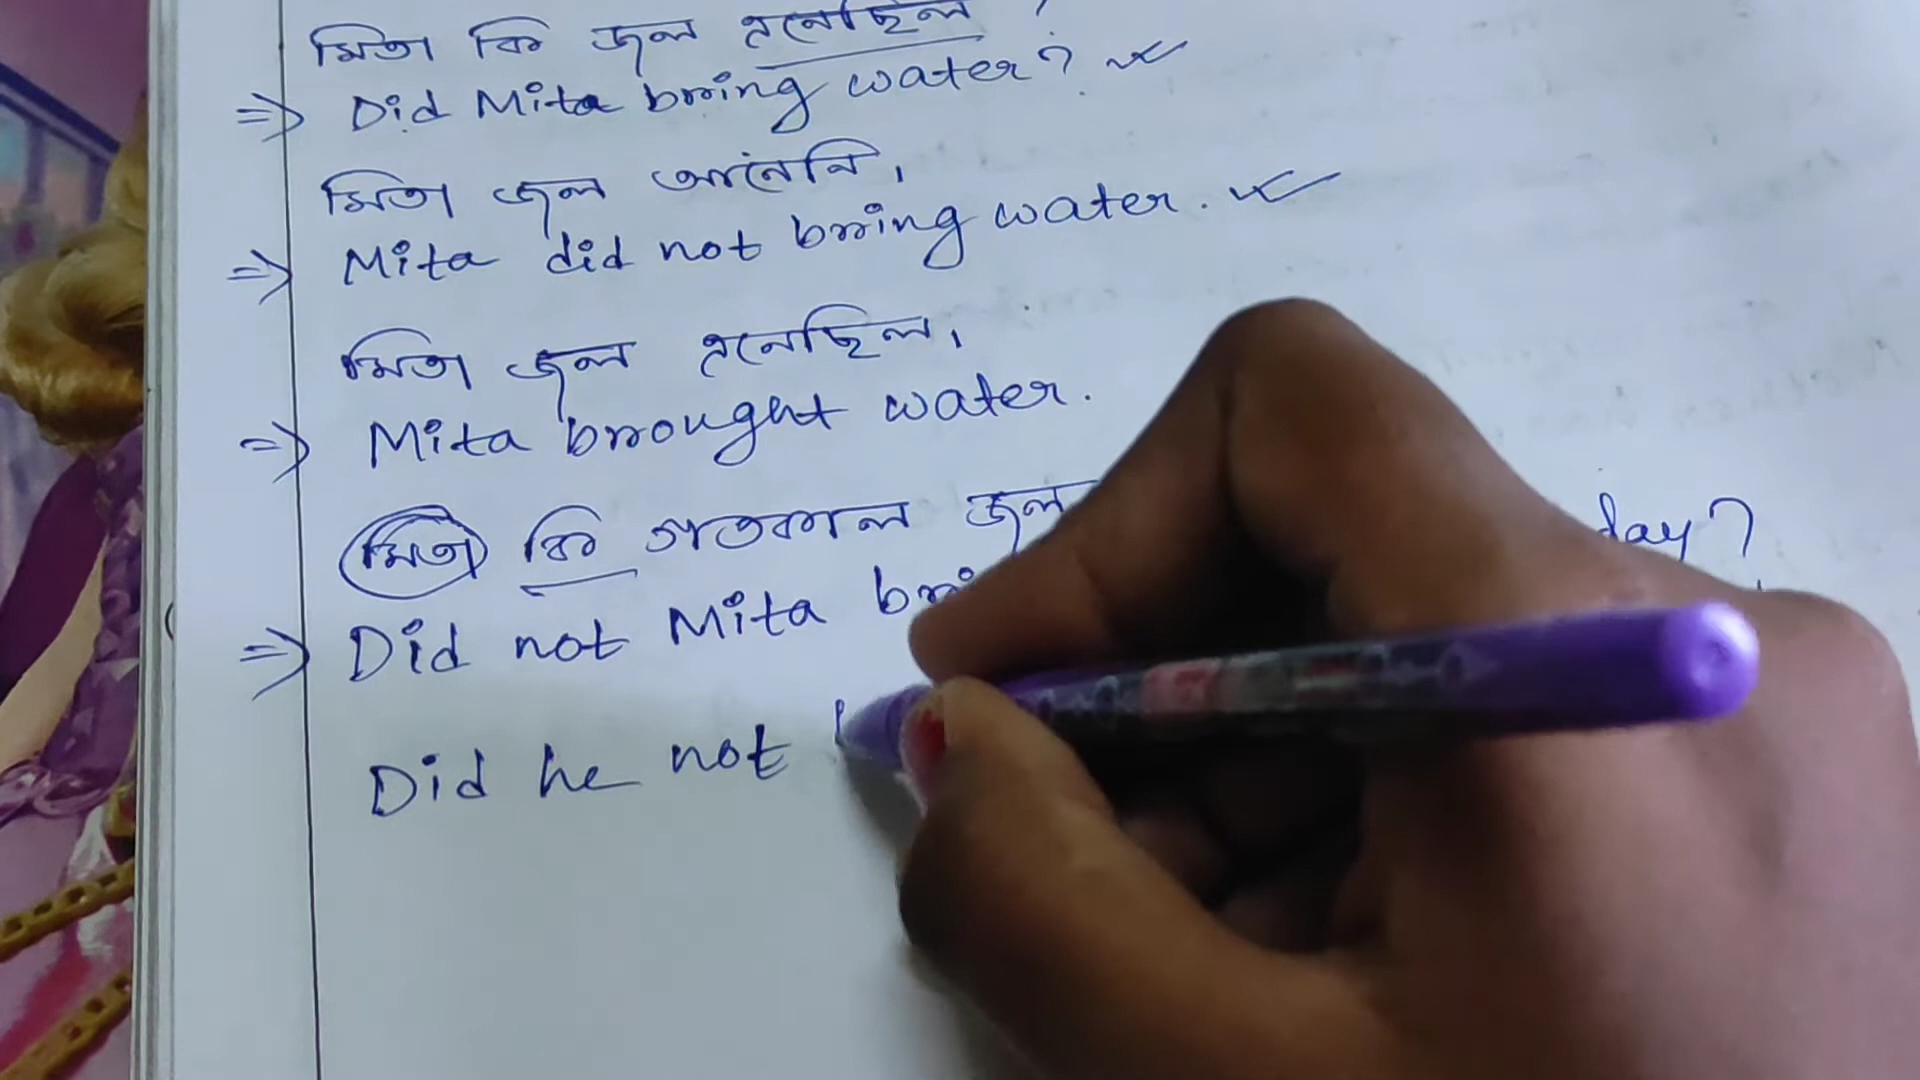 মিতা কি জল এনেছিল ?
=> Did Mita bring water?
মিতা জল আনেনি।
=> Mita did not bring water.
মিতা জল এনেছিল।
=> Mita brought water.
মিতা কি গতকাল জল
=> Did not Mita day?
Did he not